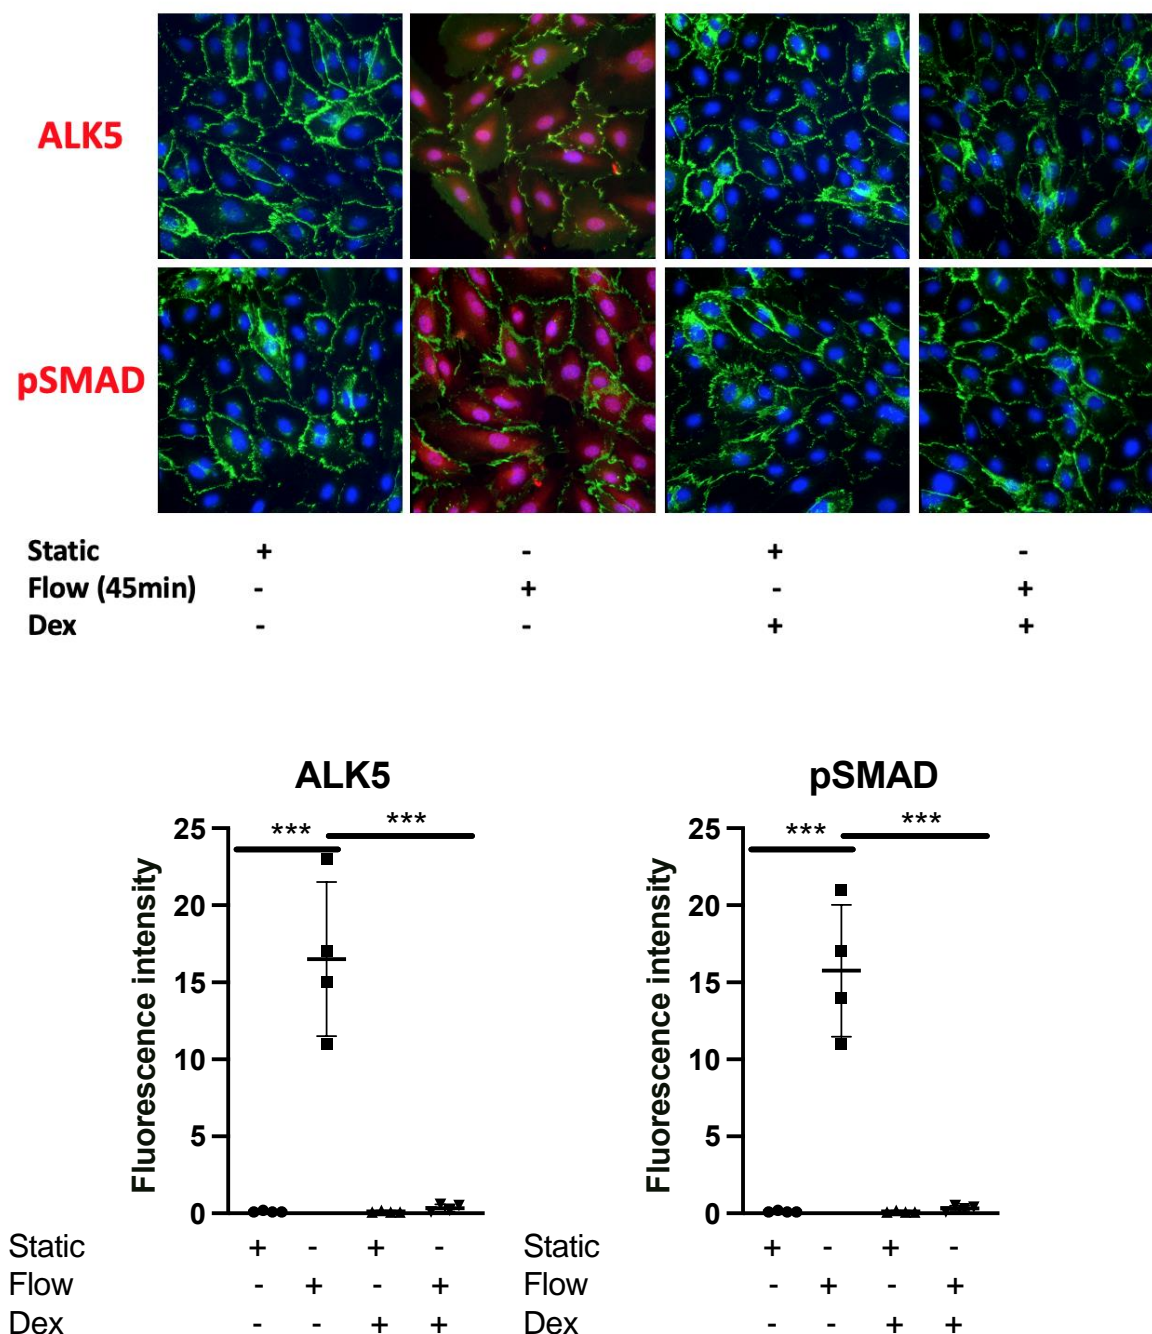 ALK5
pSMAD
Static + - + -
Flow (45min) - + - +
Dex - - + +
ALK5 pSMAD
*** *** *** ***
25 25
20 20
15 15
10 10
5 5
0 0
Fluorescence intensity Fluorescence intensity
Static + - + - Static + - + -
Flow - + - + Flow - + - +
Dex - - + + Dex - - + +